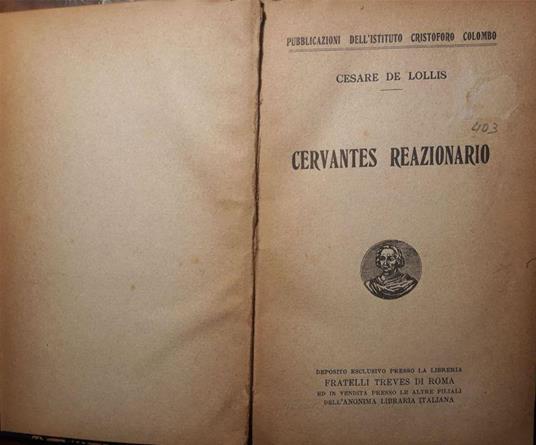 PUBBLICAZIONI DELL'ISTITUTO CRISTOFORO COLOMBO
CESARE DE LOLLIS
403
CERVANTES REAZIONARIO
DEPOSITO ESCLUSIVO PRESSO LA LIBRERIA
FRATELLI TREVES DI ROMA
ED IN VENDITA PRESSO LE ALTRE FILIALI
DELL'ANONIMA LIBRARIA ITALIANA